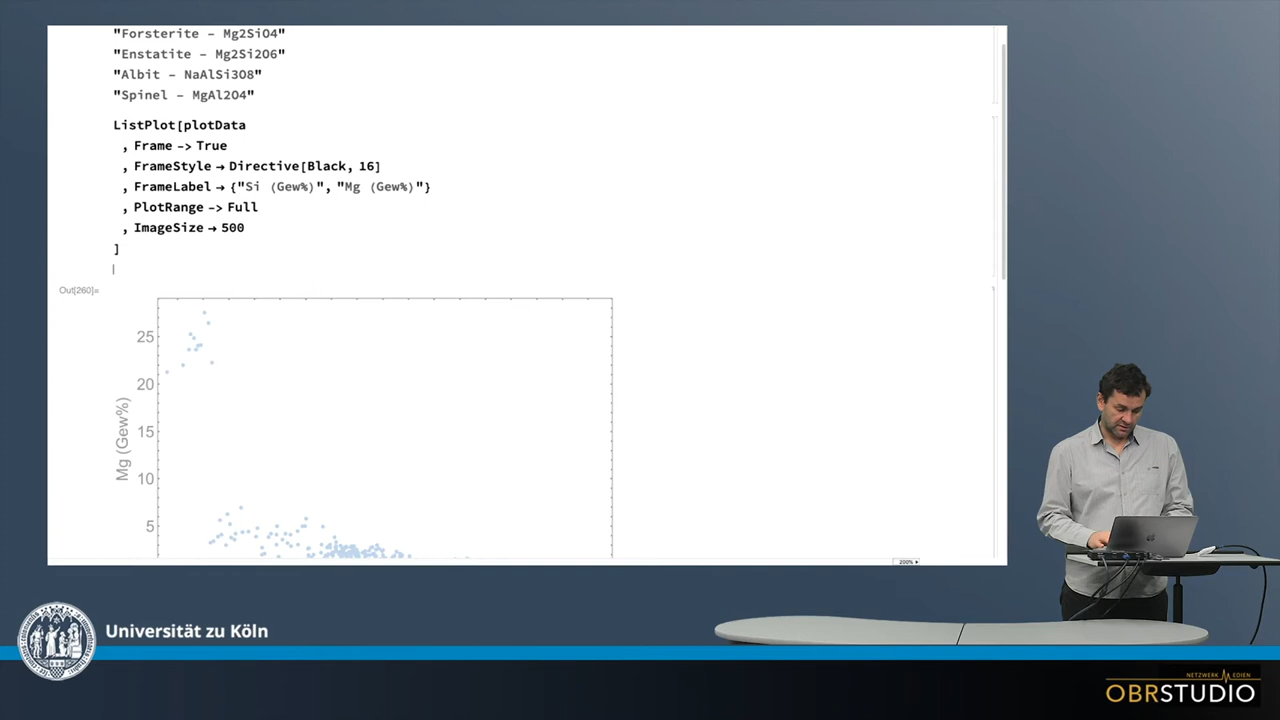 "Forsterite – Mg2SiO4"
"Enstatite – Mg2Si2O6"
"Albit – NaAlSi3O8"
"Spinel – MgAl2O4"
ListPlot[plotData
, Frame -> True
, FrameStyle → Directive[Black, 16]
, FrameLabel → {"Si (Gew%)", "Mg (Gew%)"}
, PlotRange -> Full
, ImageSize → 500
]
Out[260]=
25
20
15
10
5
Mg (Gew%)
200%
Universität zu Köln
NETZWERK MEDIEN
OBRSTUDIO